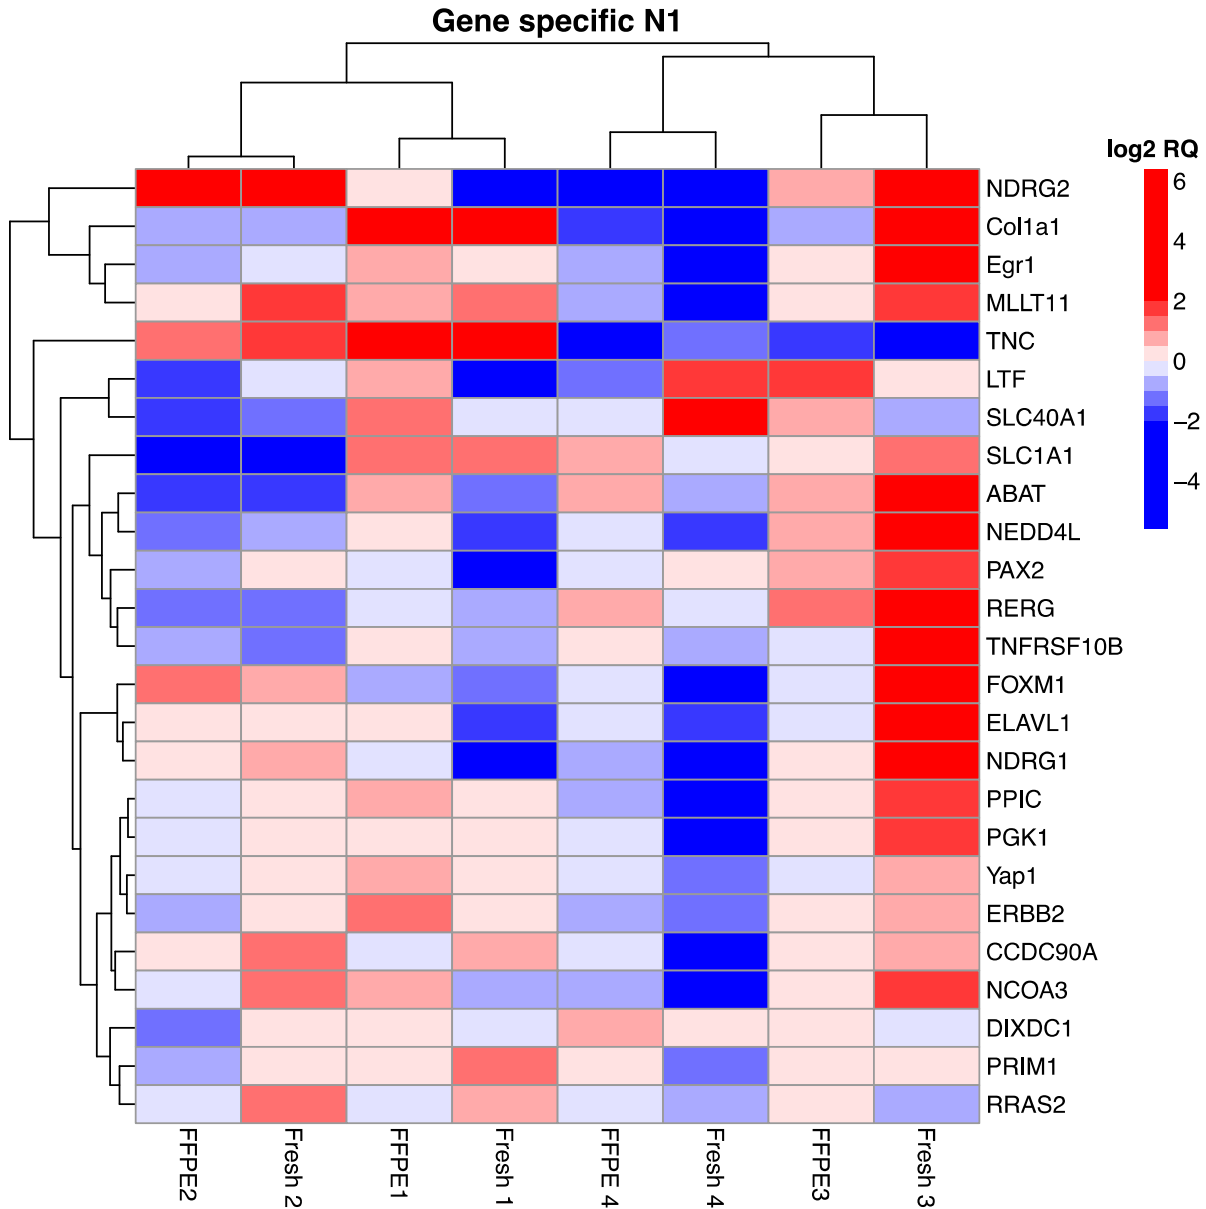 Gene specific N1
log2 RQ
6
4
2
0
−2
−4
NDRG2
Col1a1
Egr1
MLLT11
TNC
LTF
SLC40A1
SLC1A1
ABAT
NEDD4L
PAX2
RERG
TNFRSF10B
FOXM1
ELAVL1
NDRG1
PPIC
PGK1
Yap1
ERBB2
CCDC90A
NCOA3
DIXDC1
PRIM1
RRAS2
FFPE2
Fresh 2
FFPE1
Fresh 1
FFPE 4
Fresh 4
FFPE3
Fresh 3